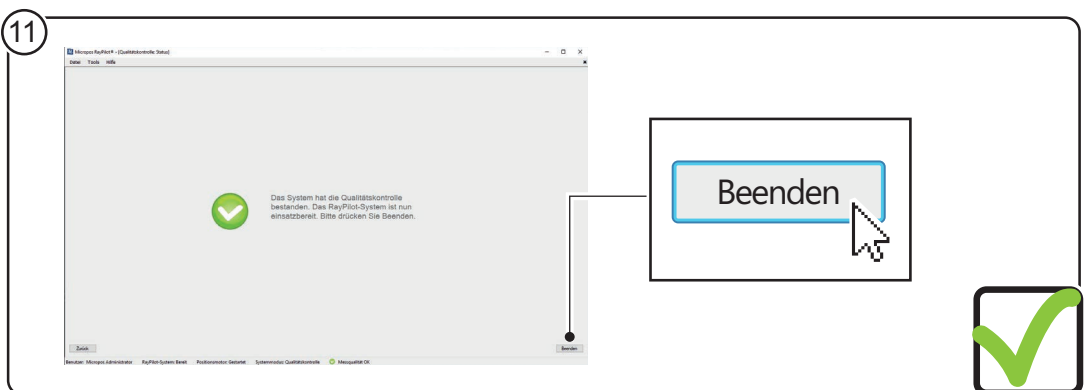 11
Micropos RayPilot® - [Qualitätskontrolle: Status]
Datei Tools Hilfe
Das System hat die Qualitätskontrolle
bestanden. Das RayPilot-System ist nun
einsatzbereit. Bitte drücken Sie Beenden.
Beenden
Zurück
Beenden
Benutzer: Micropos Administrator RayPilot-System: Bereit Positionsmotor: Gestartet Systemmodus: Qualitätskontrolle Messqualität OK